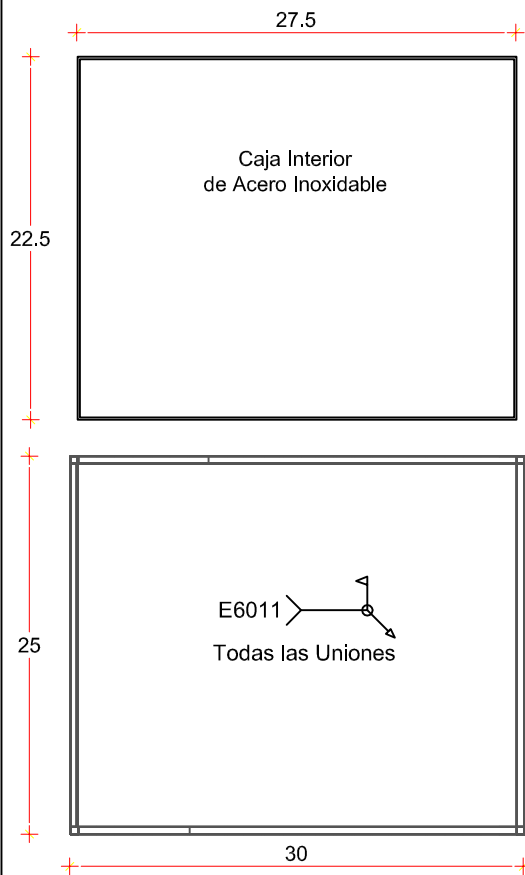 27.5
Caja Interior
de Acero Inoxidable
22.5
E6011
Todas las Uniones
25
30